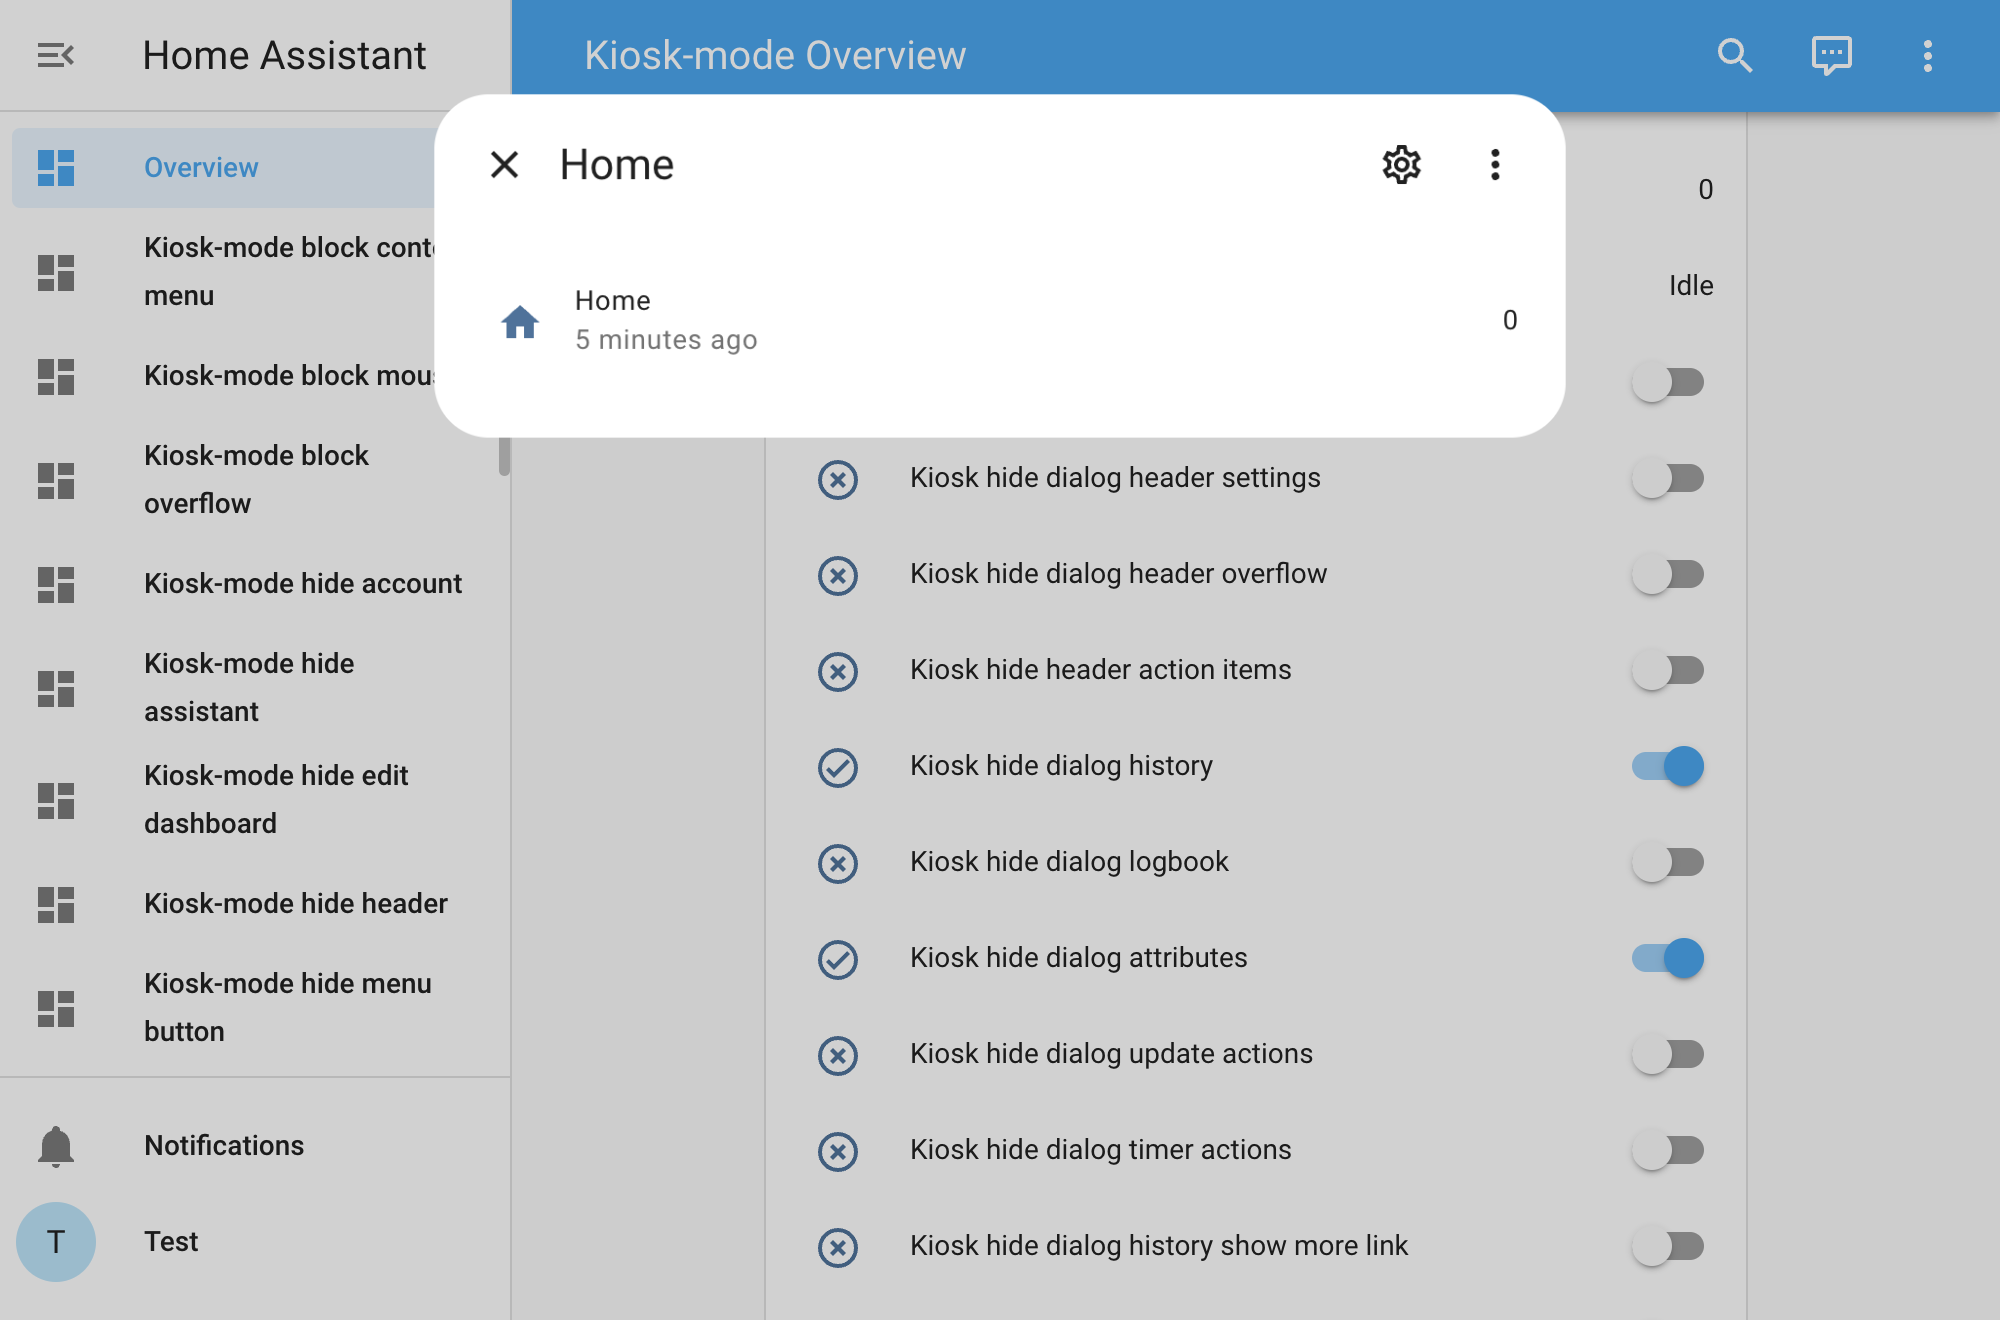 Home Assistant
Kiosk-mode Overview
Overview
Kiosk-mode block
menu
Kiosk-mode block
Kiosk-mode block
overflow
Kiosk-mode hide account
Kiosk-mode hide
assistant
Kiosk-mode hide edit
dashboard
Kiosk-mode hide header
Kiosk-mode hide menu
button
Notifications
T
Test
Home
Home
5 minutes ago
0
0
Idle
Kiosk hide dialog header settings
Kiosk hide dialog header overflow
Kiosk hide header action items
Kiosk hide dialog history
Kiosk hide dialog logbook
Kiosk hide dialog attributes
Kiosk hide dialog update actions
Kiosk hide dialog timer actions
Kiosk hide dialog history show more link